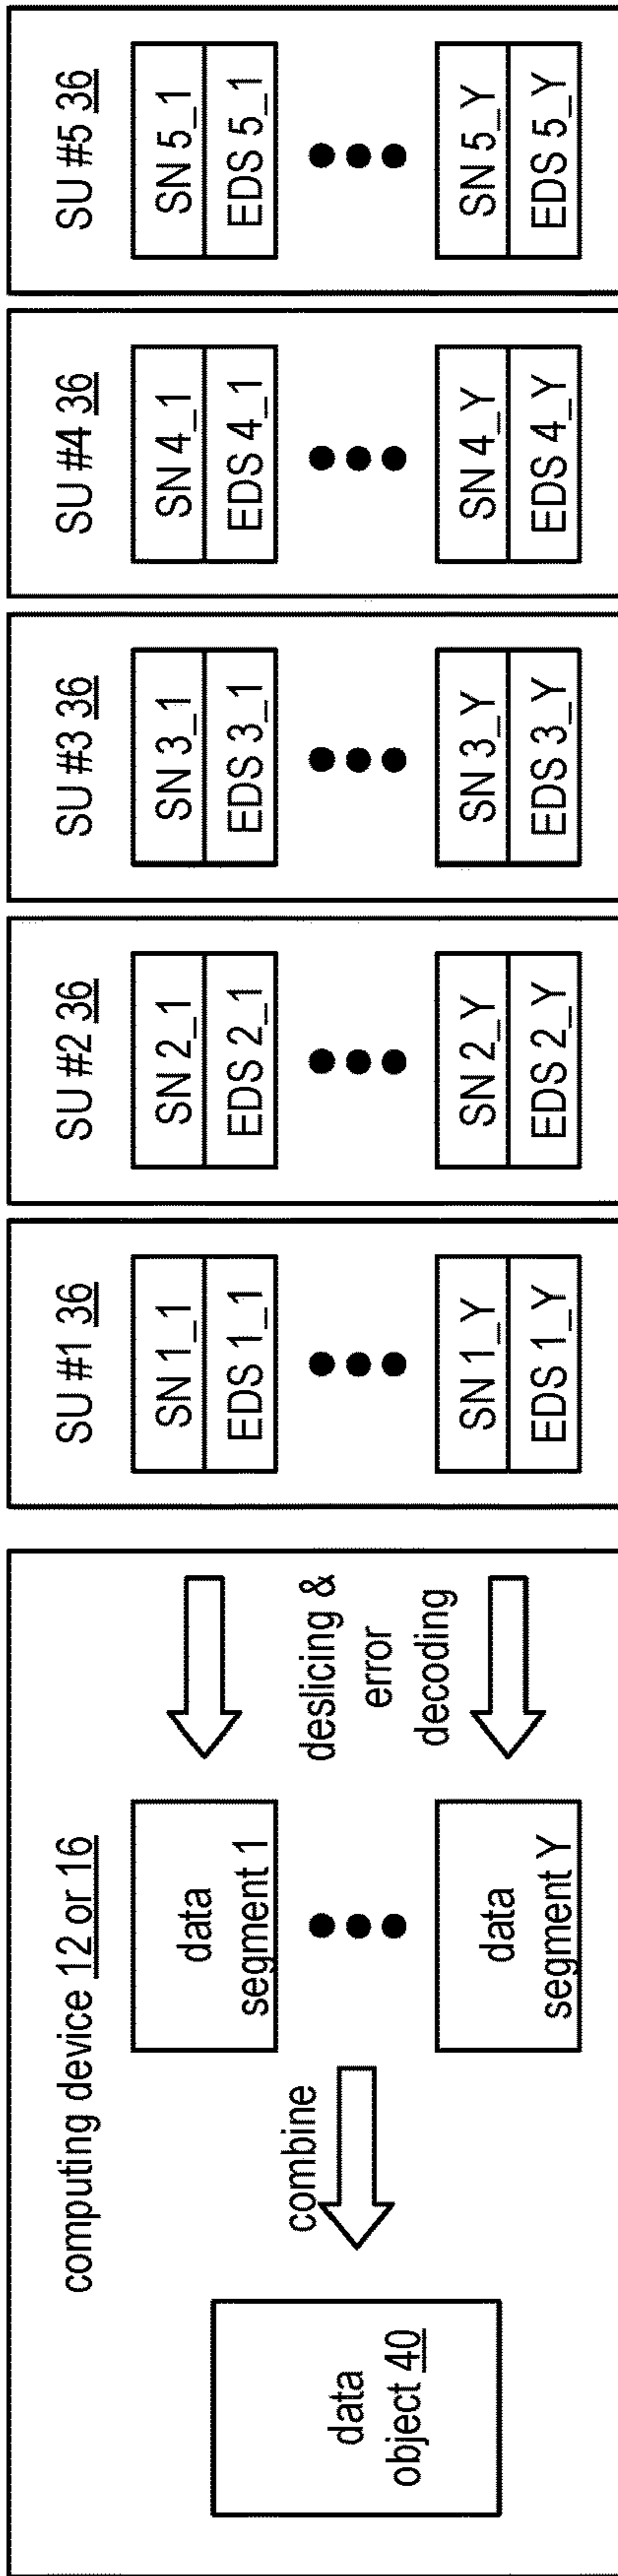 computing device 12 or 16
data
object 40
combine
data
segment 1
data
segment Y
deslicing &
error
decoding
SU #1 36
SN 1_1
EDS 1_1
SN 1_Y
EDS 1_Y
SU #2 36
SN 2_1
EDS 2_1
SN 2_Y
EDS 2_Y
SU #3 36
SN 3_1
EDS 3_1
SN 3_Y
EDS 3_Y
SU #4 36
SN 4_1
EDS 4_1
SN 4_Y
EDS 4_Y
SU #5 36
SN 5_1
EDS 5_1
SN 5_Y
EDS 5_Y